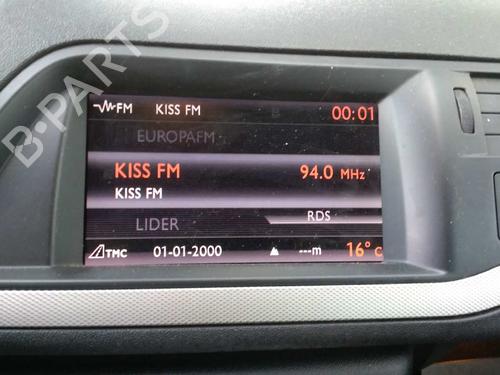 B-PARTS
FM KISS FM 00:01
EUROPAFM
KISS FM 94.0 MHz
KISS FM
LIDER RDS
TMC 01-01-2000 ---m 16° C